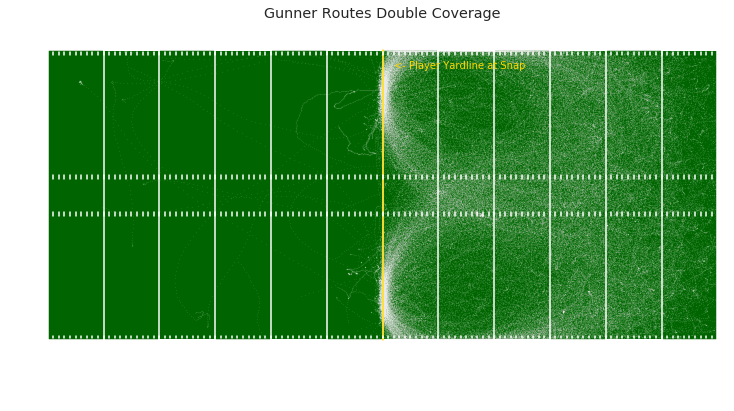 Gunner Routes Double Coverage
<- Player Yardline at Snap